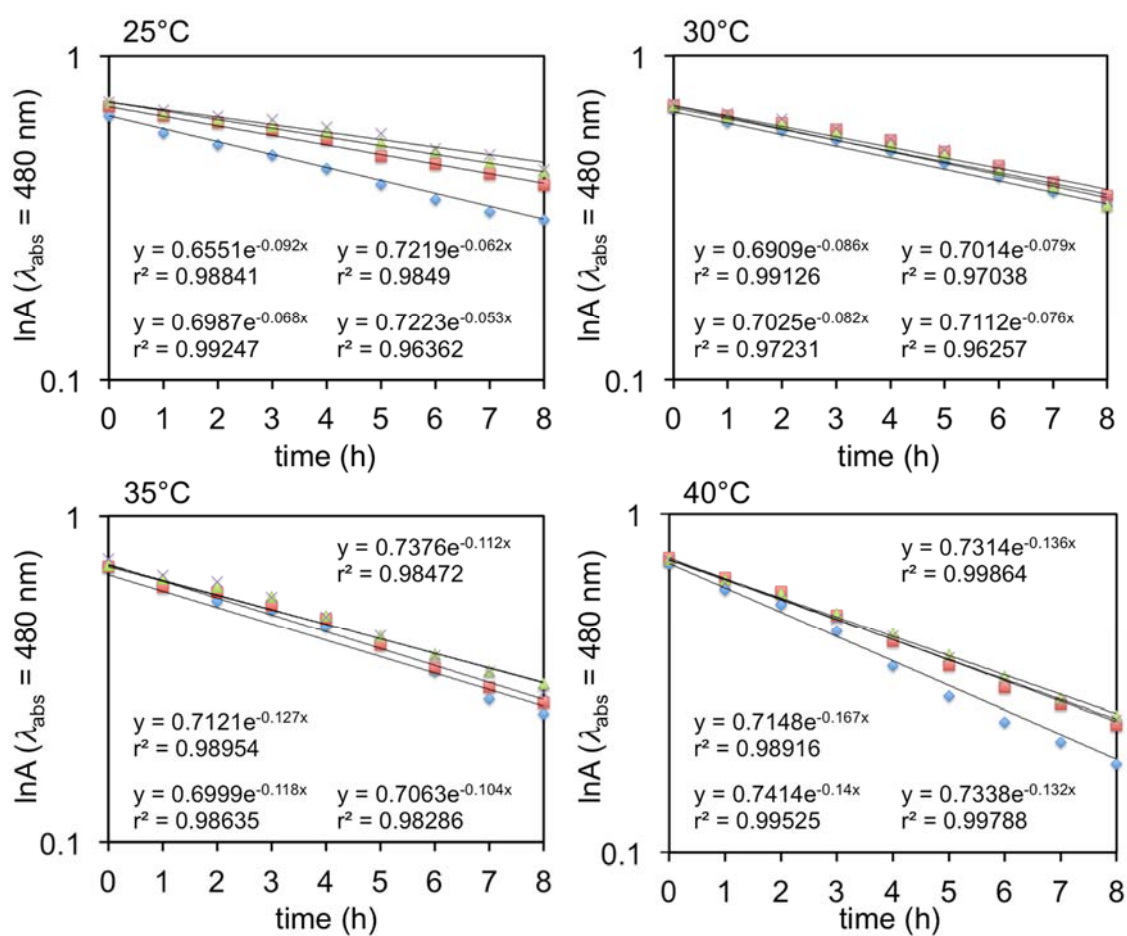 25°C
1
lnA (λabs = 480 nm)
y = 0.6551e-0.092x
r² = 0.98841
y = 0.7219e-0.062x
r² = 0.9849
y = 0.6987e-0.068x
r² = 0.99247
y = 0.7223e-0.053x
r² = 0.96362
0.1
0 1 2 3 4 5 6 7 8
time (h)
30°C
1
lnA (λabs = 480 nm)
y = 0.6909e-0.086x
r² = 0.99126
y = 0.7014e-0.079x
r² = 0.97038
y = 0.7025e-0.082x
r² = 0.97231
y = 0.7112e-0.076x
r² = 0.96257
0.1
0 1 2 3 4 5 6 7 8
time (h)
35°C
1
lnA (λabs = 480 nm)
y = 0.7376e-0.112x
r² = 0.98472
y = 0.7121e-0.127x
r² = 0.98954
y = 0.6999e-0.118x
r² = 0.98635
y = 0.7063e-0.104x
r² = 0.98286
0.1
0 1 2 3 4 5 6 7 8
time (h)
40°C
1
lnA (λabs = 480 nm)
y = 0.7314e-0.136x
r² = 0.99864
y = 0.7148e-0.167x
r² = 0.98916
y = 0.7414e-0.14x
r² = 0.99525
y = 0.7338e-0.132x
r² = 0.99788
0.1
0 1 2 3 4 5 6 7 8
time (h)